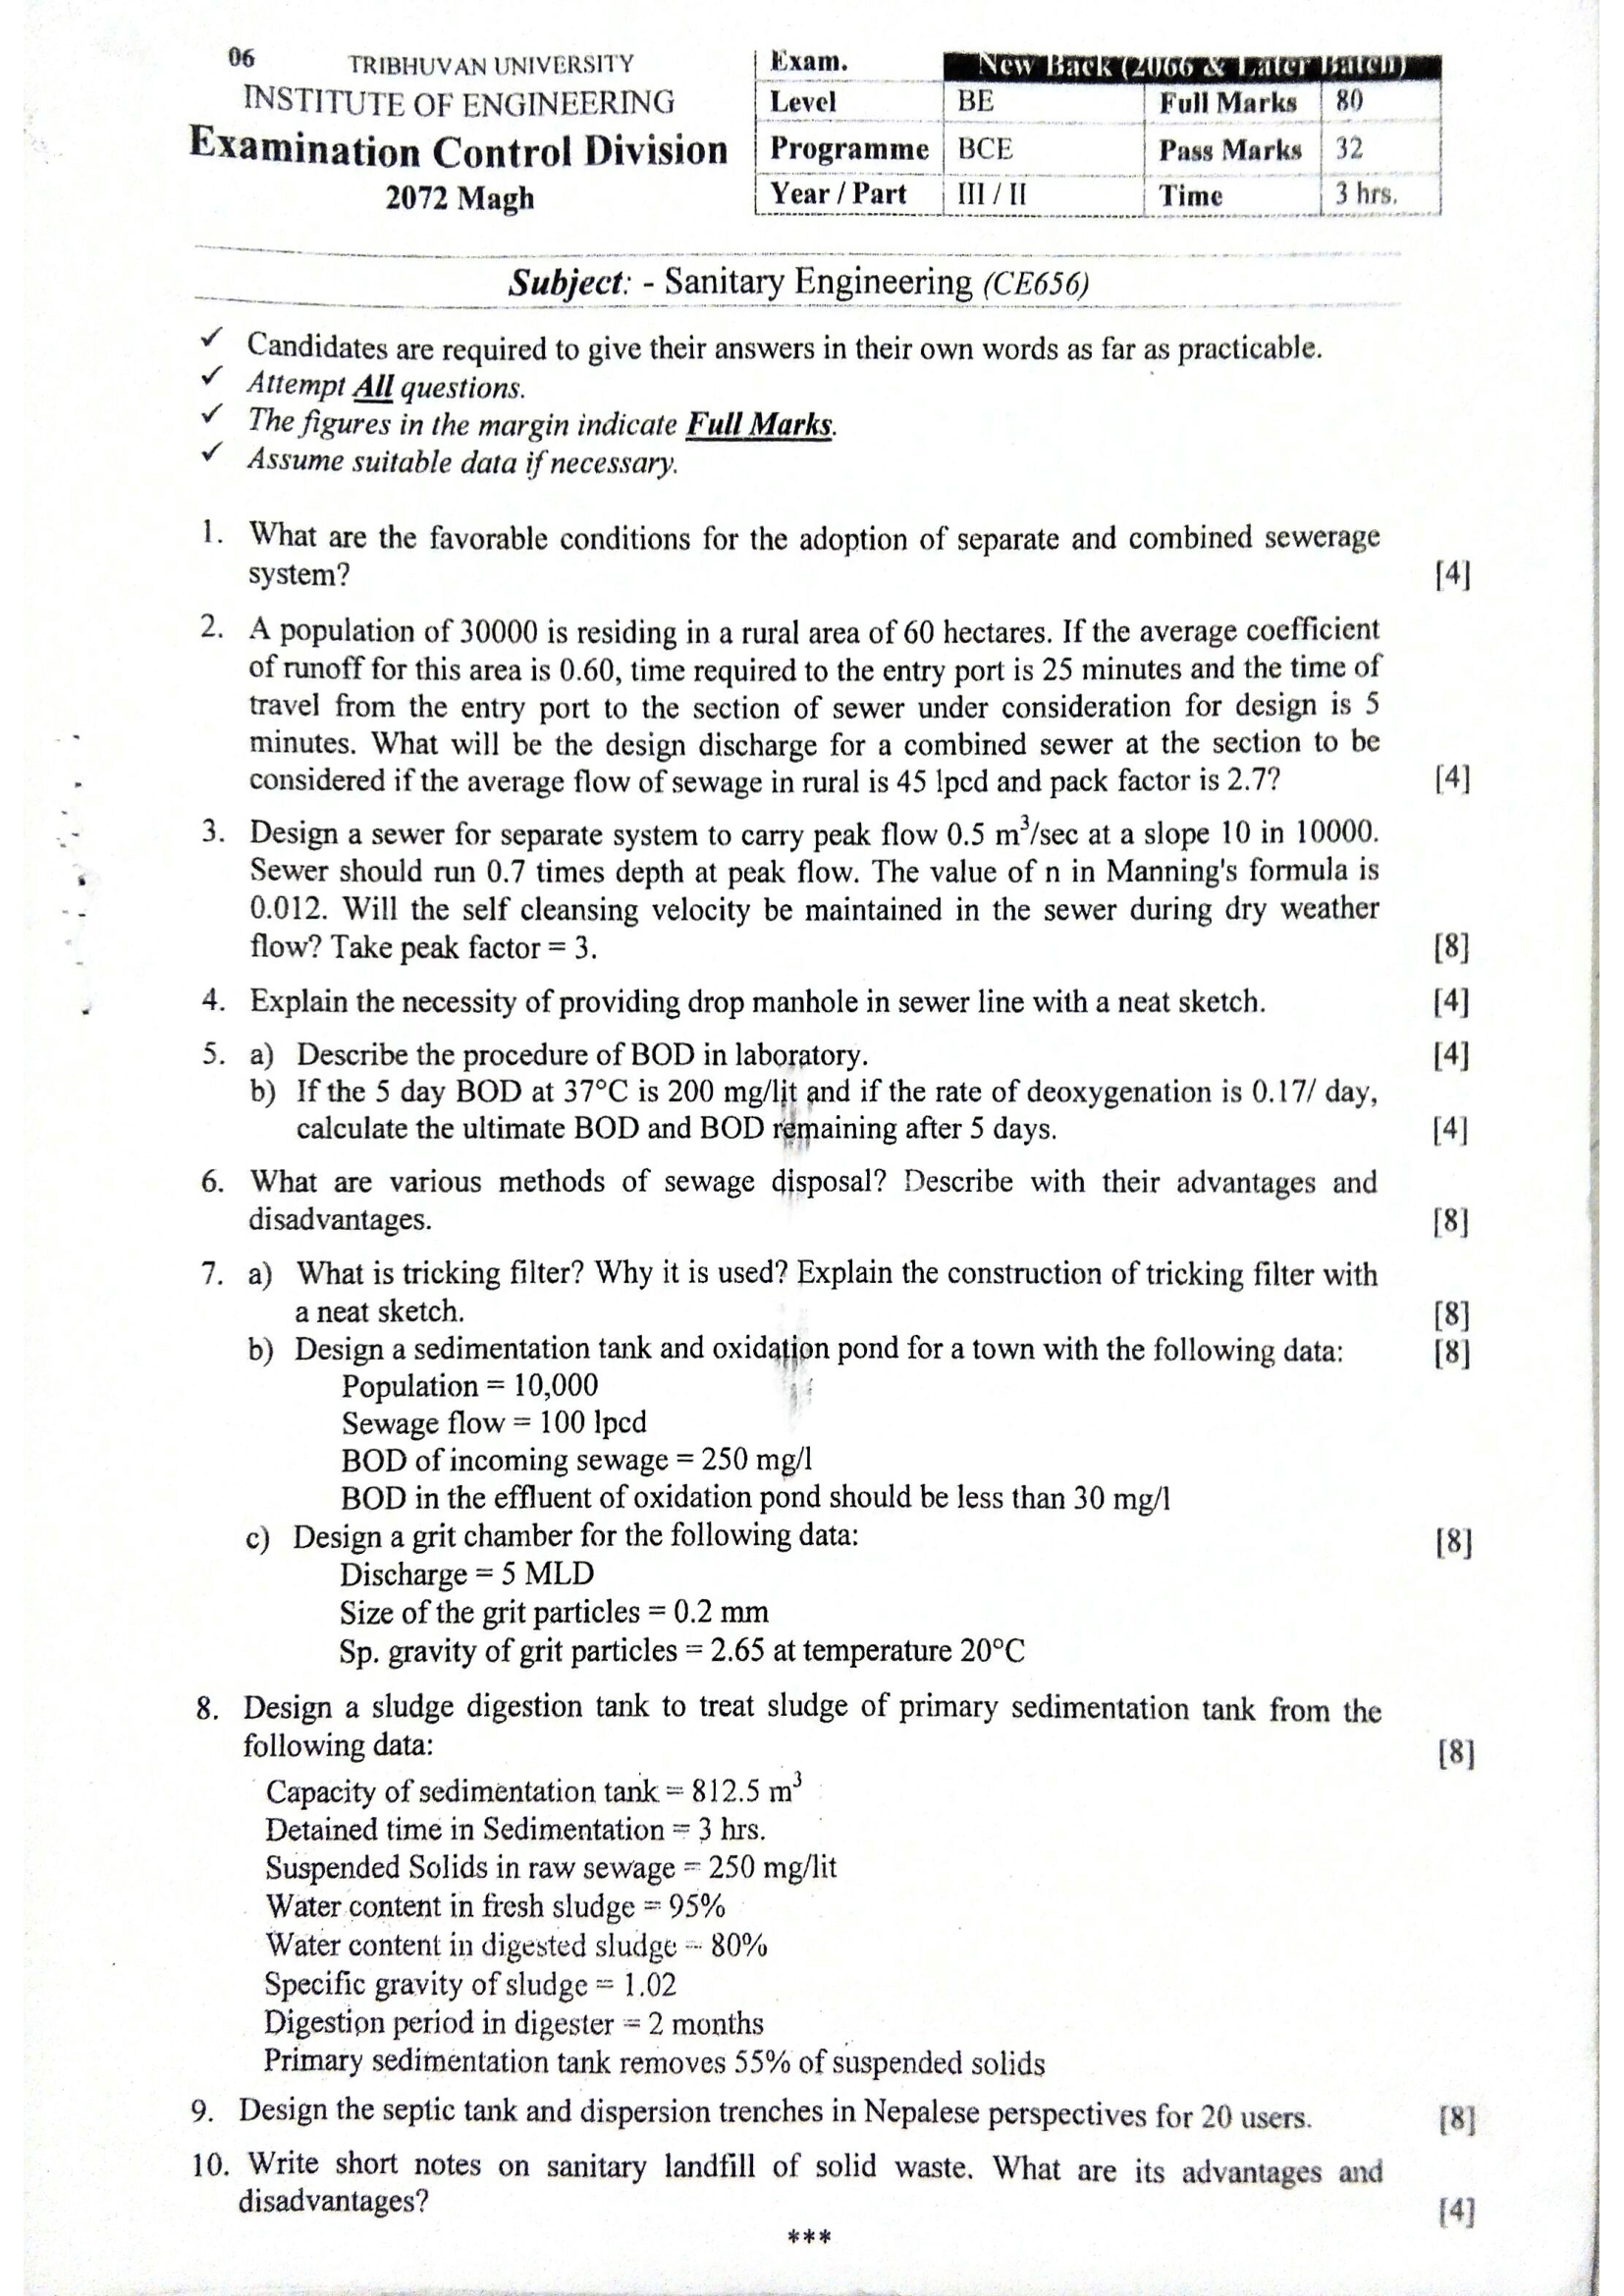 06
TRIBHUVAN UNIVERSITY
INSTITUTE OF ENGINEERING
Examination Control Division
2072 Magh
Exam. New Back (2066 & Later Batch)
Level BE Full Marks 80
Programme BCE Pass Marks 32
Year / Part III / II Time 3 hrs.
Subject: - Sanitary Engineering (CE656)
✓ Candidates are required to give their answers in their own words as far as practicable.
✓ Attempt All questions.
✓ The figures in the margin indicate Full Marks.
✓ Assume suitable data if necessary.
1. What are the favorable conditions for the adoption of separate and combined sewerage
system? [4]
2. A population of 30000 is residing in a rural area of 60 hectares. If the average coefficient
of runoff for this area is 0.60, time required to the entry port is 25 minutes and the time of
travel from the entry port to the section of sewer under consideration for design is 5
minutes. What will be the design discharge for a combined sewer at the section to be
considered if the average flow of sewage in rural is 45 lpcd and pack factor is 2.7? [4]
3. Design a sewer for separate system to carry peak flow 0.5 m³/sec at a slope 10 in 10000.
Sewer should run 0.7 times depth at peak flow. The value of n in Manning's formula is
0.012. Will the self cleansing velocity be maintained in the sewer during dry weather
flow? Take peak factor = 3. [8]
4. Explain the necessity of providing drop manhole in sewer line with a neat sketch. [4]
5. a) Describe the procedure of BOD in laboratory. [4]
b) If the 5 day BOD at 37°C is 200 mg/lit and if the rate of deoxygenation is 0.17/ day,
calculate the ultimate BOD and BOD remaining after 5 days. [4]
6. What are various methods of sewage disposal? Describe with their advantages and
disadvantages. [8]
7. a) What is tricking filter? Why it is used? Explain the construction of tricking filter with
a neat sketch. [8]
b) Design a sedimentation tank and oxidation pond for a town with the following data: [8]
Population = 10,000
Sewage flow = 100 lpcd
BOD of incoming sewage = 250 mg/l
BOD in the effluent of oxidation pond should be less than 30 mg/l
c) Design a grit chamber for the following data: [8]
Discharge = 5 MLD
Size of the grit particles = 0.2 mm
Sp. gravity of grit particles = 2.65 at temperature 20°C
8. Design a sludge digestion tank to treat sludge of primary sedimentation tank from the
following data: [8]
Capacity of sedimentation tank = 812.5 m³
Detained time in Sedimentation = 3 hrs.
Suspended Solids in raw sewage = 250 mg/lit
Water content in fresh sludge = 95%
Water content in digested sludge = 80%
Specific gravity of sludge = 1.02
Digestion period in digester = 2 months
Primary sedimentation tank removes 55% of suspended solids
9. Design the septic tank and dispersion trenches in Nepalese perspectives for 20 users. [8]
10. Write short notes on sanitary landfill of solid waste. What are its advantages and
disadvantages? [4]
***